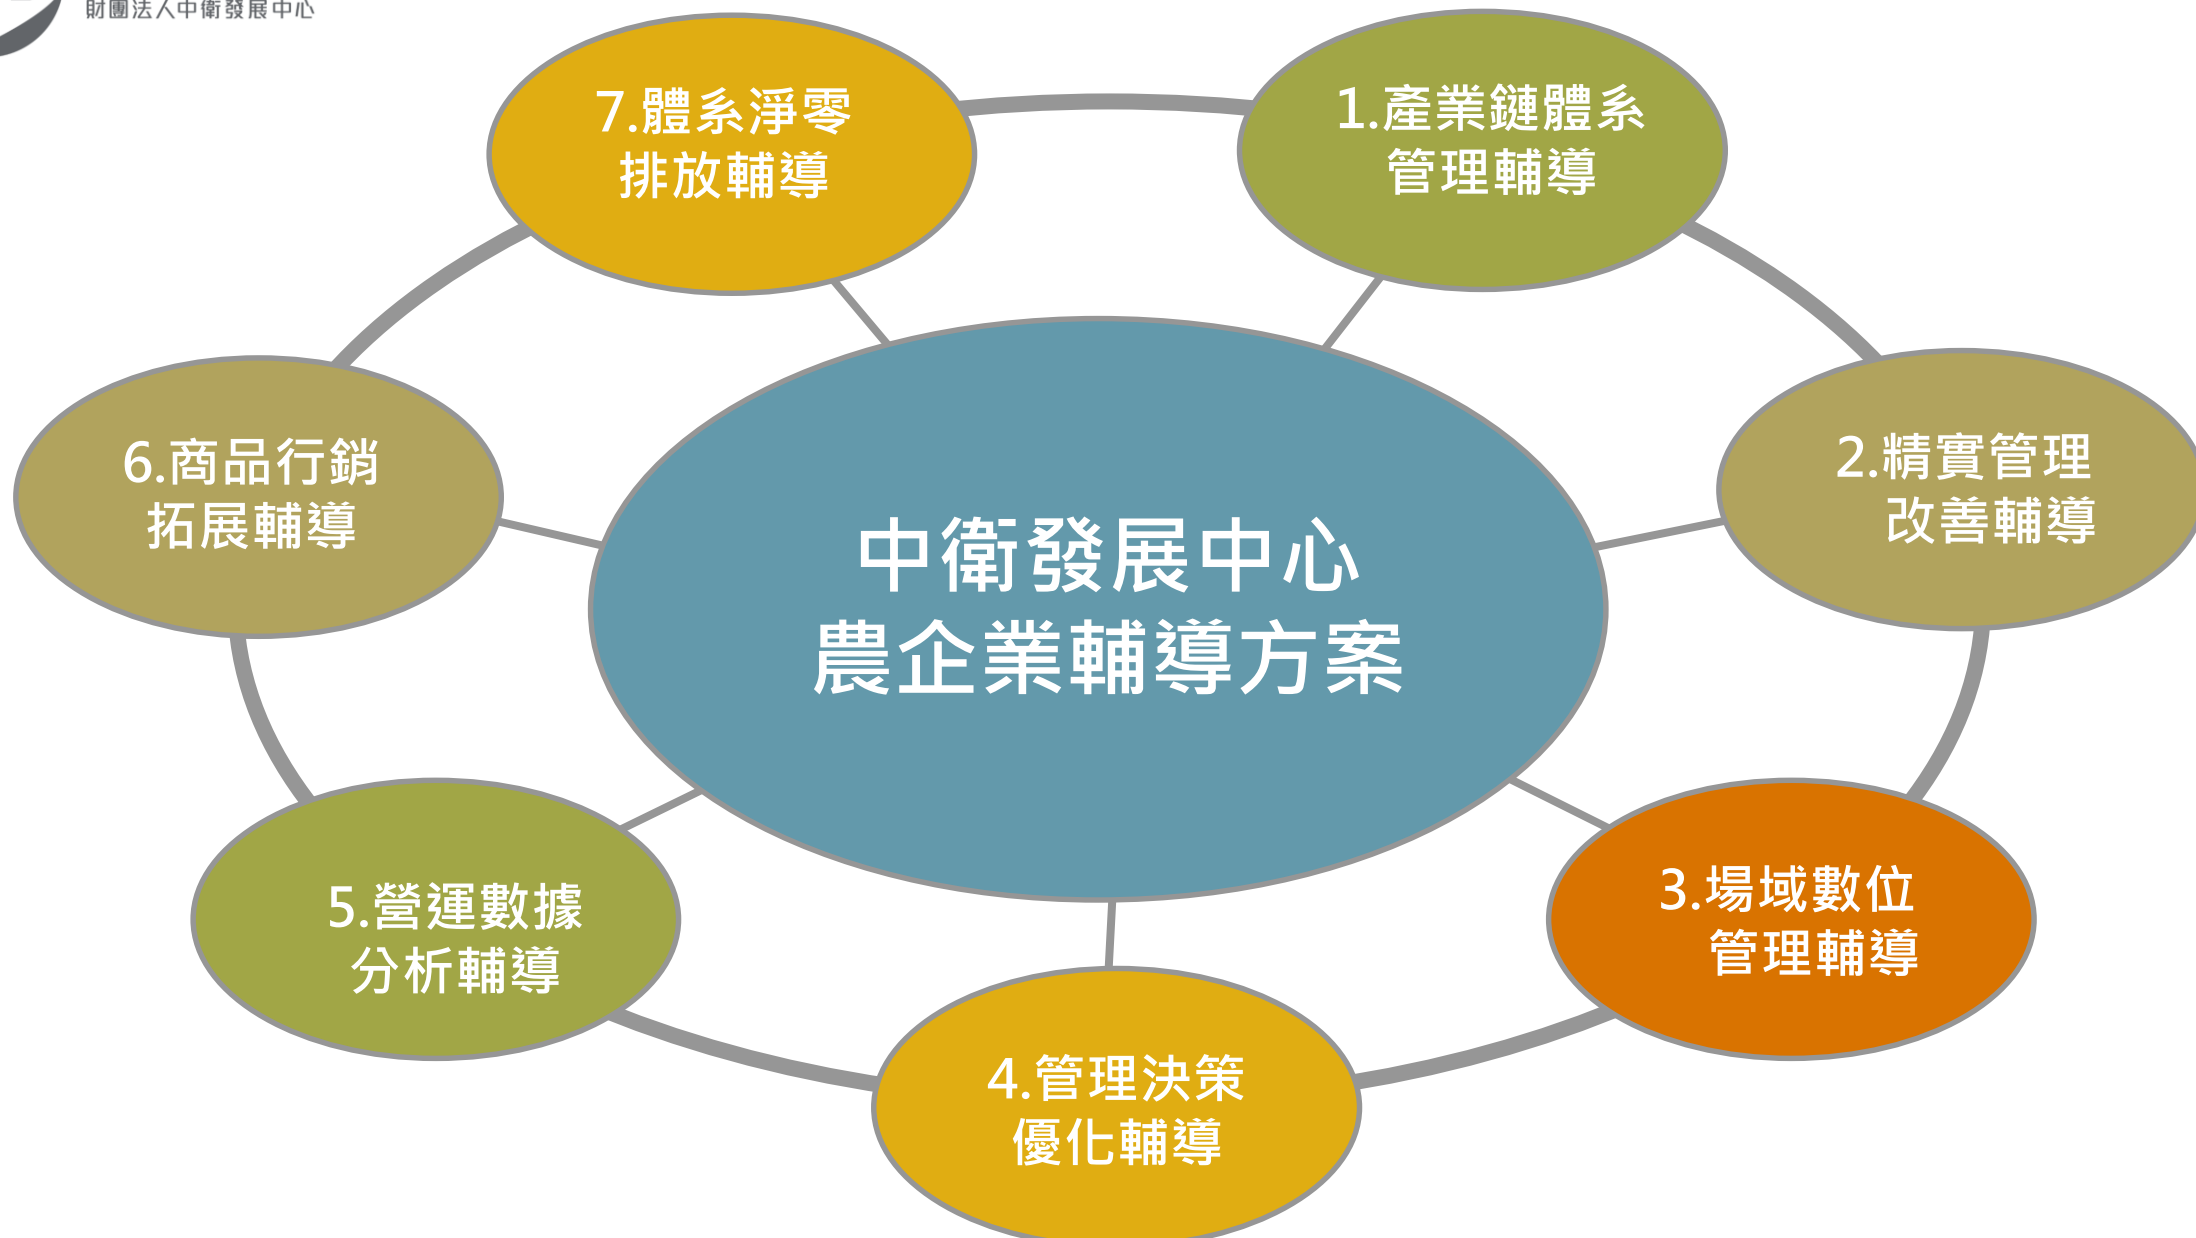 財團法人中衛發展中心
中衛發展中心
農企業輔導方案
1.產業鏈體系
管理輔導
2.精實管理
改善輔導
3.場域數位
管理輔導
4.管理決策
優化輔導
5.營運數據
分析輔導
6.商品行銷
拓展輔導
7.體系淨零
排放輔導